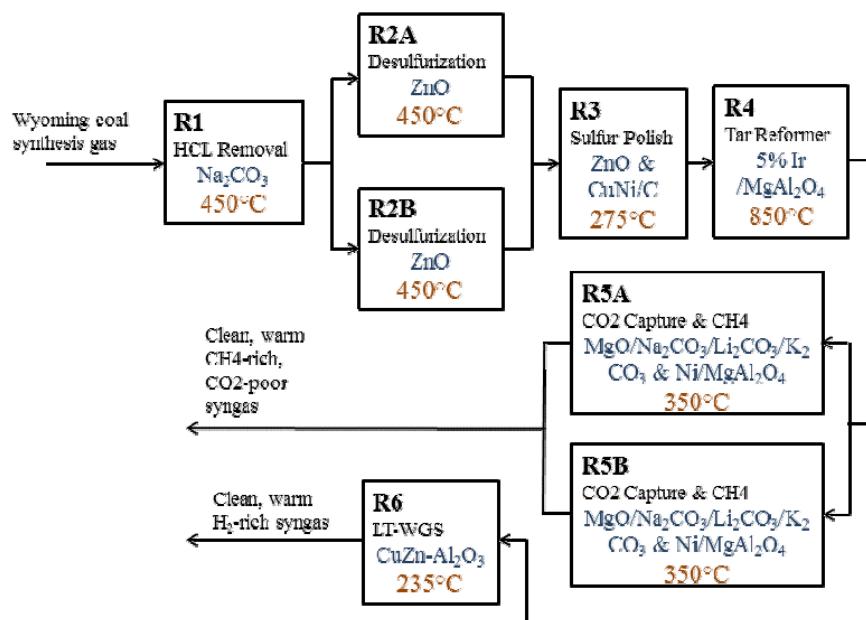 Wyoming coal
synthesis gas
R1
HCL Removal
Na₂CO₃
450°C
R2A
Desulfurization
ZnO
450°C
R2B
Desulfurization
ZnO
450°C
R3
Sulfur Polish
ZnO &
CuNi/C
275°C
R4
Tar Reformer
5% Ir
/MgAl₂O₄
850°C
R5A
CO2 Capture & CH4
MgO/Na₂CO₃/Li₂CO₃/K₂
CO₃ & Ni/MgAl₂O₄
350°C
Clean, warm
CH4-rich,
CO2-poor
syngas
R5B
CO2 Capture & CH4
MgO/Na₂CO₃/Li₂CO₃/K₂
CO₃ & Ni/MgAl₂O₄
350°C
Clean, warm
H₂-rich syngas
R6
LT-WGS
CuZn-Al₂O₃
235°C